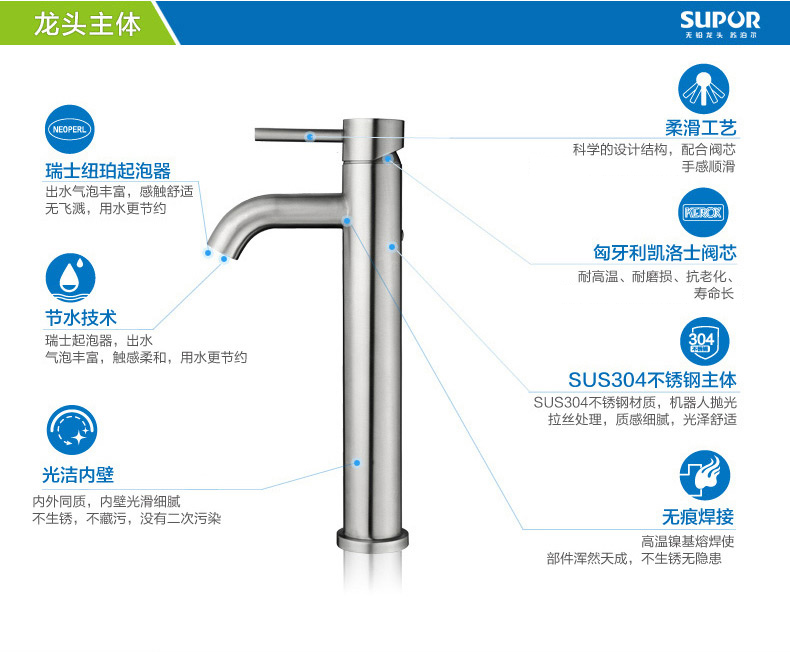 龙头主体
SUPOR
无铅龙头 苏泊尔
NEOPERL
瑞士纽珀起泡器
出水气泡丰富，感触舒适
无飞溅，用水更节约
节水技术
瑞士起泡器，出水
气泡丰富，触感柔和，用水更节约
光洁内壁
内外同质，内壁光滑细腻
不生锈，不藏污，没有二次污染
柔滑工艺
科学的设计结构，配合阀芯
手感顺滑
KEROX
匈牙利凯洛士阀芯
耐高温、耐磨损、抗老化、
寿命长
304
不锈钢
SUS304不锈钢主体
SUS304不锈钢材质，机器人抛光
拉丝处理，质感细腻，光泽舒适
无痕焊接
高温镍基熔焊使
部件浑然天成，不生锈无隐患